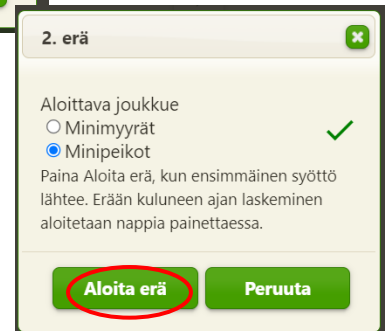 2. erä
Aloittava joukkue
Minimyyrät
Minipeikot
Paina Aloita erä, kun ensimmäinen syöttö
lähtee. Erään kuluneen ajan laskeminen
aloitetaan nappia painettaessa.
Aloita erä
Peruuta